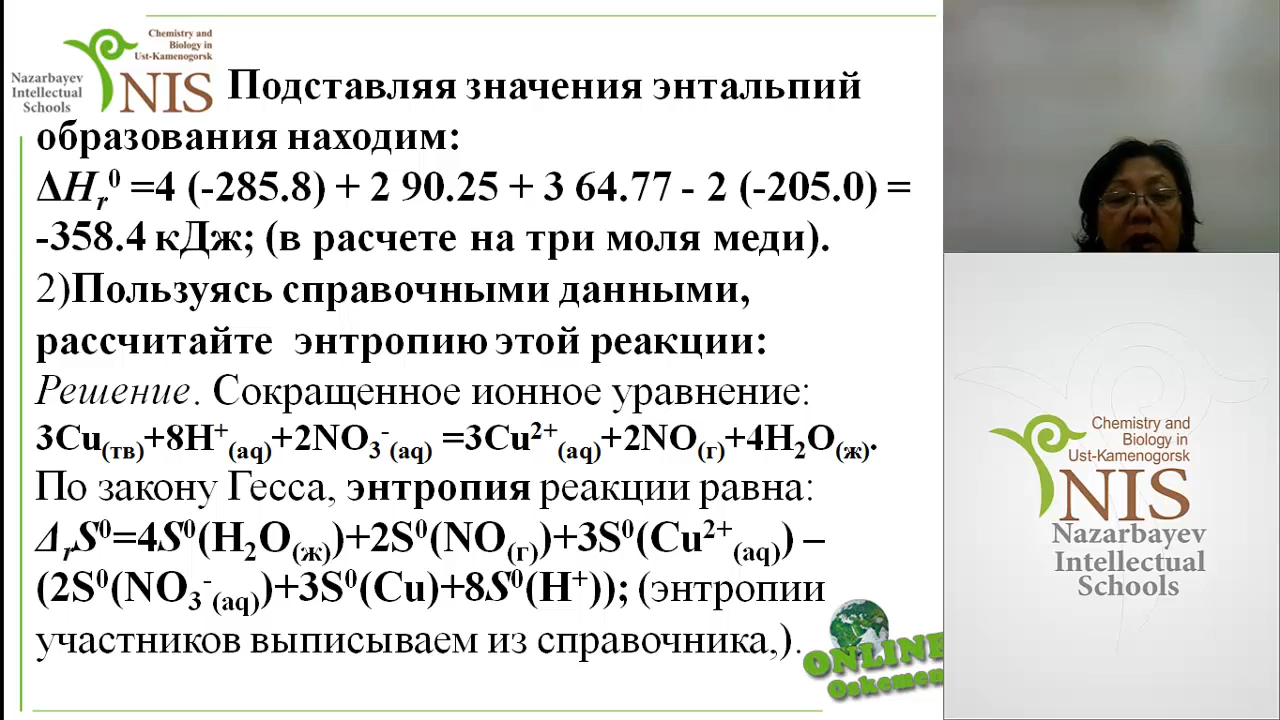 Chemistry and
Biology in
Ust-Kamenogorsk
Nazarbayev
Intellectual
Schools
NIS
Подставляя значения энтальпий
образования находим:
ΔHᵣ⁰ =4 (-285.8) + 2 90.25 + 3 64.77 - 2 (-205.0) =
-358.4 кДж; (в расчете на три моля меди).
2)Пользуясь справочными данными,
рассчитайте энтропию этой реакции:
Решение. Сокращенное ионное уравнение:
3Cu₍тв₎+8H⁺₍aq₎+2NO₃⁻₍aq₎ =3Cu²⁺₍aq₎+2NO₍г₎+4H₂O₍ж₎.
По закону Гесса, энтропия реакции равна:
ΔᵣS⁰=4S⁰(H₂O₍ж₎)+2S⁰(NO₍г₎)+3S⁰(Cu²⁺₍aq₎) –
(2S⁰(NO₃⁻₍aq₎)+3S⁰(Cu)+8S⁰(H⁺)); (энтропии
участников выписываем из справочника,).
ONLINE
Oskemen
Chemistry and
Biology in
Ust-Kamenogorsk
NIS
Nazarbayev
Intellectual
Schools